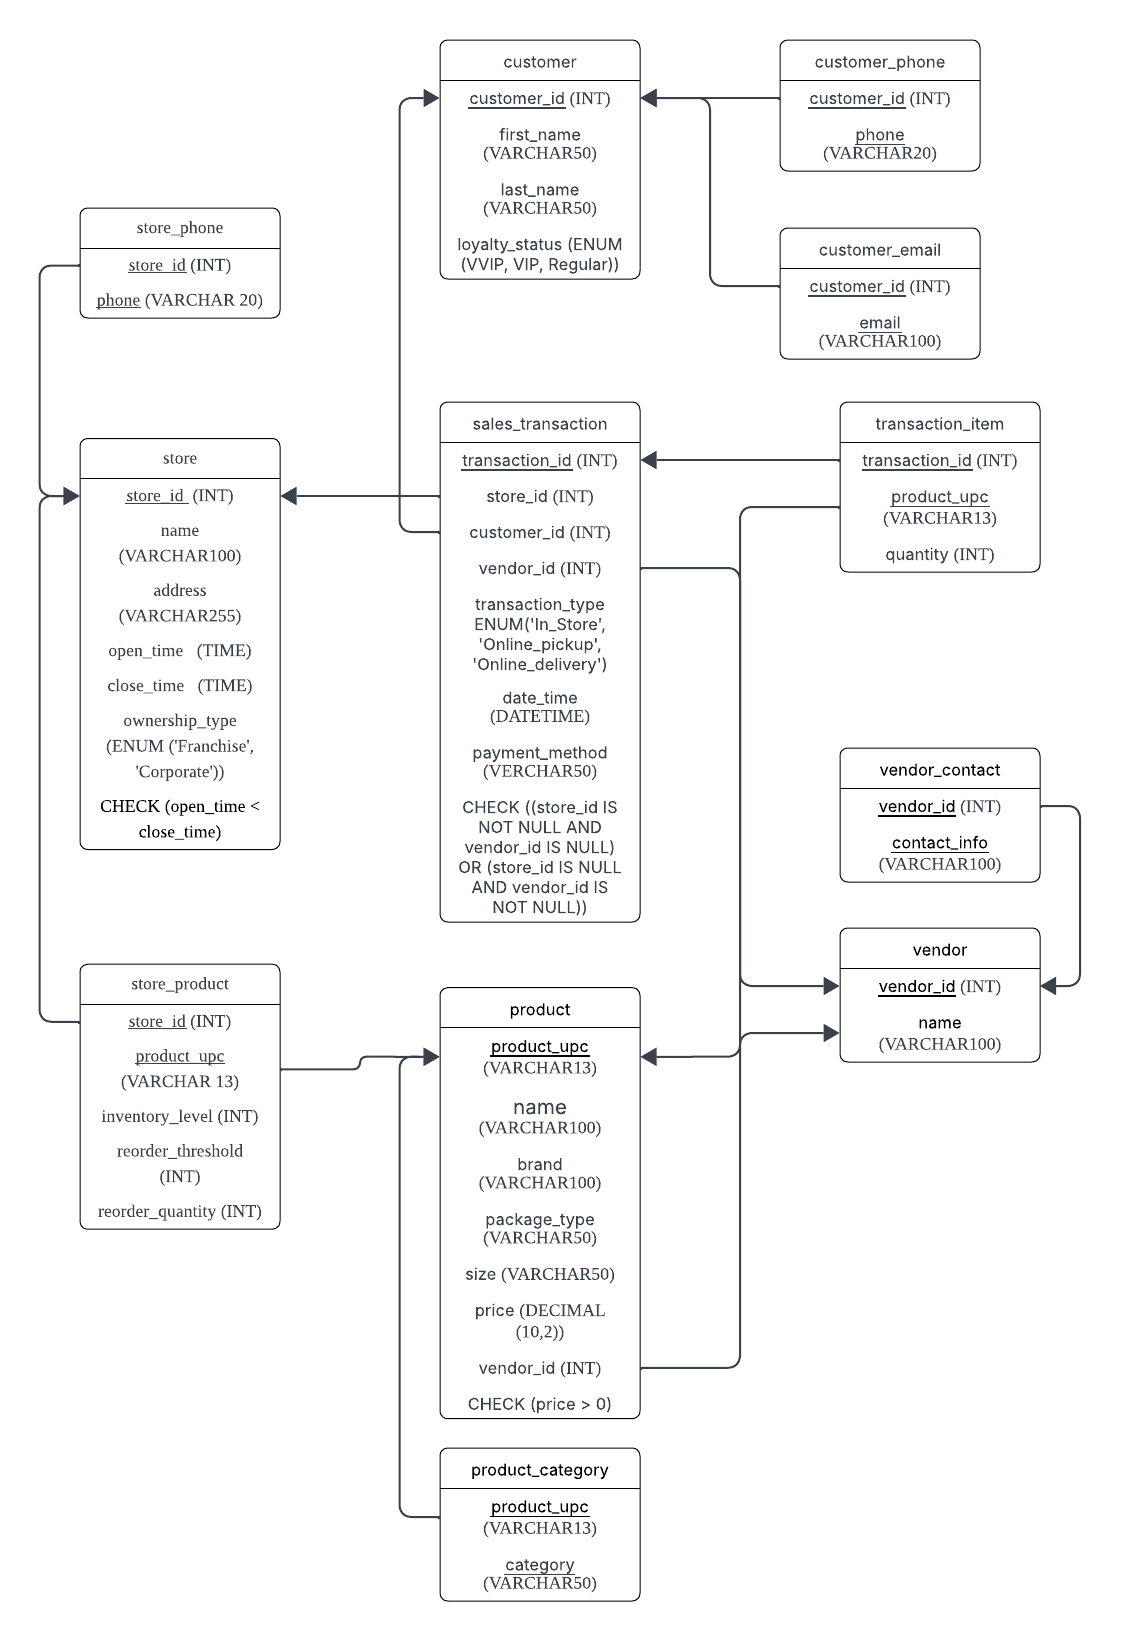 customer
customer_id (INT)
first_name
(VARCHAR50)
last_name
(VARCHAR50)
loyalty_status (ENUM
(VVIP, VIP, Regular))
customer_phone
customer_id (INT)
phone
(VARCHAR20)
store_phone
store_id (INT)
phone (VARCHAR 20)
customer_email
customer_id (INT)
email
(VARCHAR100)
store
store_id (INT)
name
(VARCHAR100)
address
(VARCHAR255)
open_time (TIME)
close_time (TIME)
ownership_type
(ENUM ('Franchise',
'Corporate'))
CHECK (open_time <
close_time)
sales_transaction
transaction_id (INT)
store_id (INT)
customer_id (INT)
vendor_id (INT)
transaction_type
ENUM('In_Store',
'Online_pickup',
'Online_delivery')
date_time
(DATETIME)
payment_method
(VERCHAR50)
CHECK ((store_id IS
NOT NULL AND
vendor_id IS NULL)
OR (store_id IS NULL
AND vendor_id IS
NOT NULL))
transaction_item
transaction_id (INT)
product_upc
(VARCHAR13)
quantity (INT)
vendor_contact
vendor_id (INT)
contact_info
(VARCHAR100)
vendor
vendor_id (INT)
name
(VARCHAR100)
store_product
store_id (INT)
product_upc
(VARCHAR 13)
inventory_level (INT)
reorder_threshold
(INT)
reorder_quantity (INT)
product
product_upc
(VARCHAR13)
name
(VARCHAR100)
brand
(VARCHAR100)
package_type
(VARCHAR50)
size (VARCHAR50)
price (DECIMAL
(10,2))
vendor_id (INT)
CHECK (price > 0)
product_category
product_upc
(VARCHAR13)
category
(VARCHAR50)